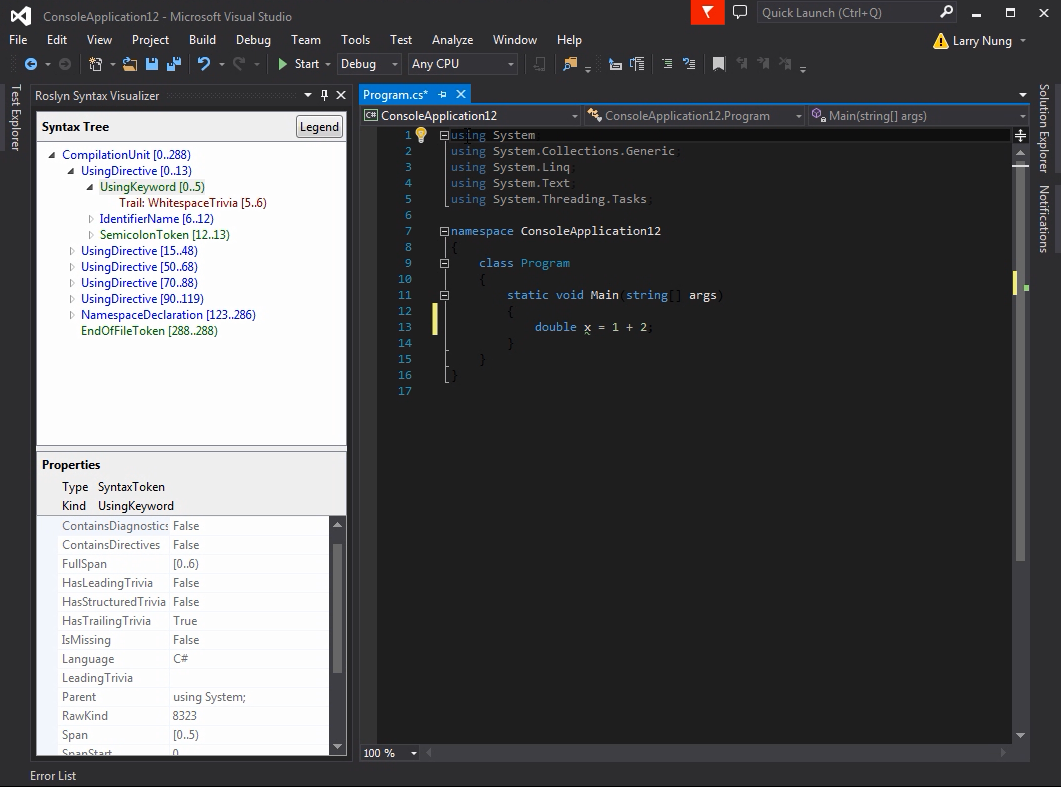 ConsoleApplication12 - Microsoft Visual Studio
Quick Launch (Ctrl+Q)
File Edit View Project Build Debug Team Tools Test Analyze Window Help
Larry Nung
Start Debug Any CPU
Test Explorer
Roslyn Syntax Visualizer
Syntax Tree
Legend
CompilationUnit [0..288)
UsingDirective [0..13)
UsingKeyword [0..5)
Trail: WhitespaceTrivia [5..6)
IdentifierName [6..12)
SemicolonToken [12..13)
UsingDirective [15..48)
UsingDirective [50..68)
UsingDirective [70..88)
UsingDirective [90..119)
NamespaceDeclaration [123..286)
EndOfFileToken [288..288)
Properties
Type SyntaxToken
Kind UsingKeyword
ContainsDiagnostics False
ContainsDirectives False
FullSpan [0..6)
HasLeadingTrivia False
HasStructuredTrivia False
HasTrailingTrivia True
IsMissing False
Language C#
LeadingTrivia
Parent using System;
RawKind 8323
Span [0..5)
SpanStart 0
Program.cs*
C# ConsoleApplication12
ConsoleApplication12.Program
Main(string[] args)
1 using System
2 using System.Collections.Generic
3 using System.Linq
4 using System.Text
5 using System.Threading.Tasks
6
7 namespace ConsoleApplication12
8 {
9 class Program
10 {
11 static void Main(string[] args)
12 {
13 double x = 1 + 2;
14 }
15 }
16 }
17
100 %
Solution Explorer
Notifications
Error List